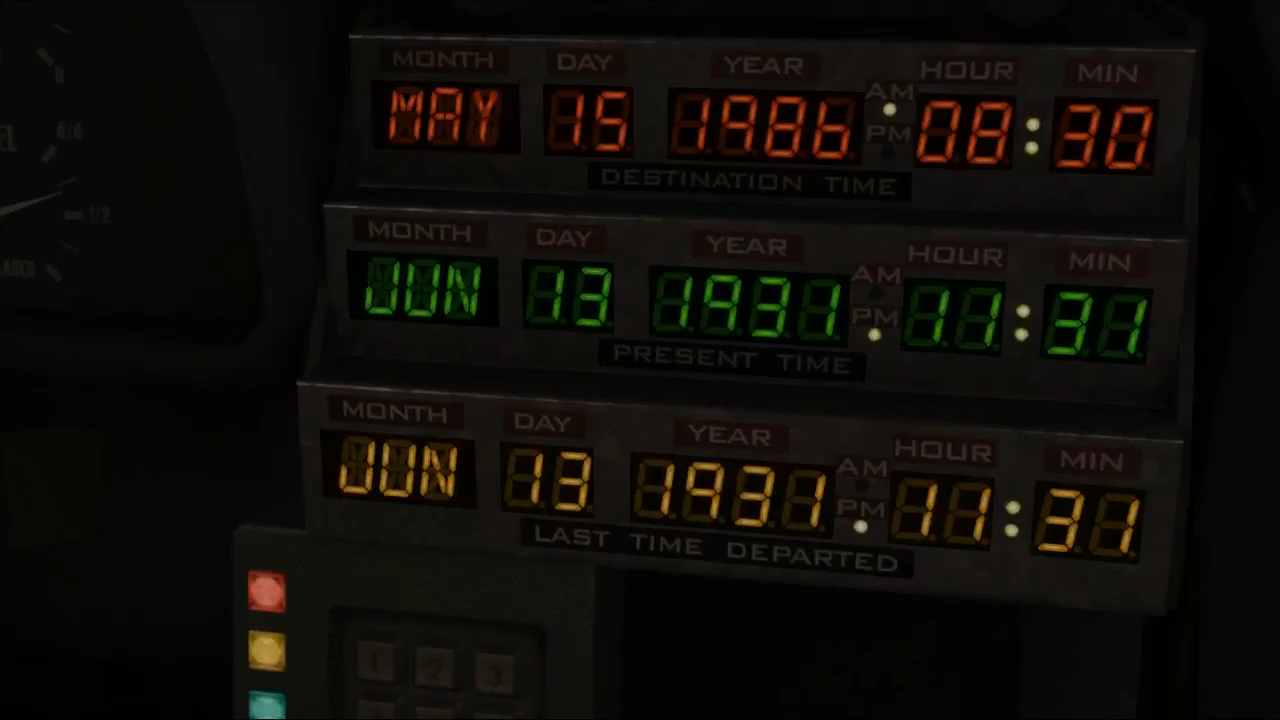 MONTH DAY YEAR HOUR MIN
MAY 15 1986 AM PM 08:30
DESTINATION TIME
MONTH DAY YEAR HOUR MIN
JUN 13 1931 AM PM 11:31
PRESENT TIME
MONTH DAY YEAR HOUR MIN
JUN 13 1931 AM PM 11:31
LAST TIME DEPARTED
1 2 3
1/2